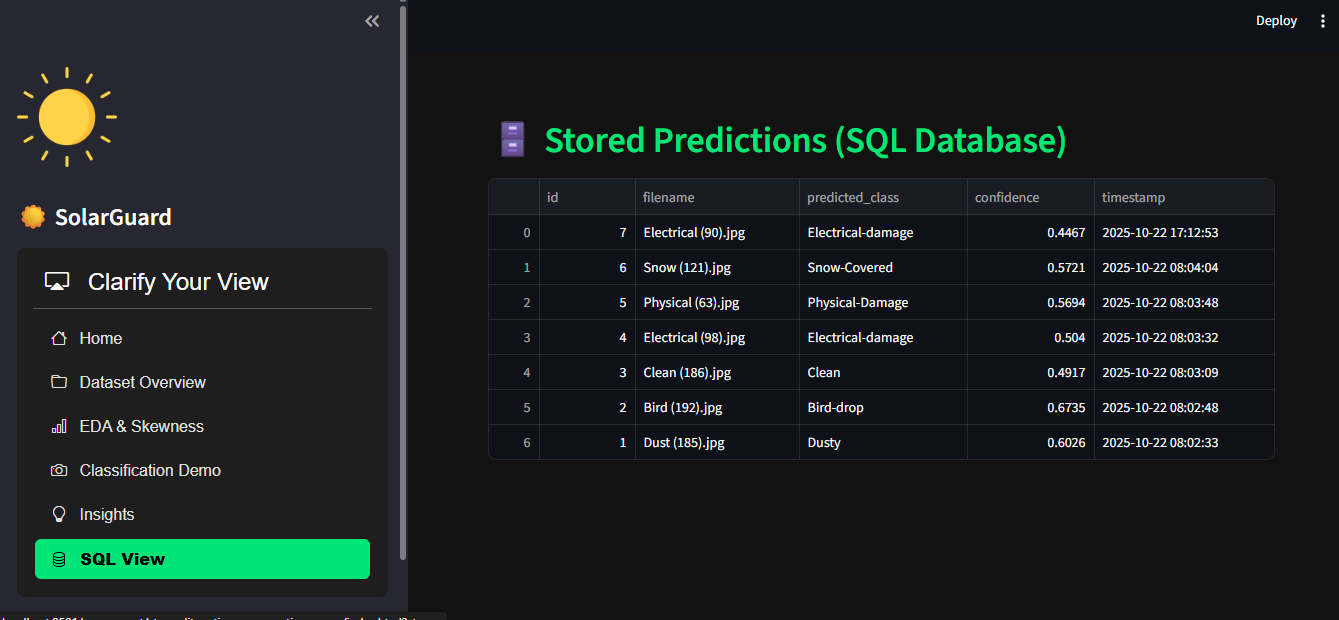 Deploy
SolarGuard
Clarify Your View
Home
Dataset Overview
EDA & Skewness
Classification Demo
Insights
SQL View
Stored Predictions (SQL Database)
id filename predicted_class confidence timestamp
0 7 Electrical (90).jpg Electrical-damage 0.4467 2025-10-22 17:12:53
1 6 Snow (121).jpg Snow-Covered 0.5721 2025-10-22 08:04:04
2 5 Physical (63).jpg Physical-Damage 0.5694 2025-10-22 08:03:48
3 4 Electrical (98).jpg Electrical-damage 0.504 2025-10-22 08:03:32
4 3 Clean (186).jpg Clean 0.4917 2025-10-22 08:03:09
5 2 Bird (192).jpg Bird-drop 0.6735 2025-10-22 08:02:48
6 1 Dust (185).jpg Dusty 0.6026 2025-10-22 08:02:33